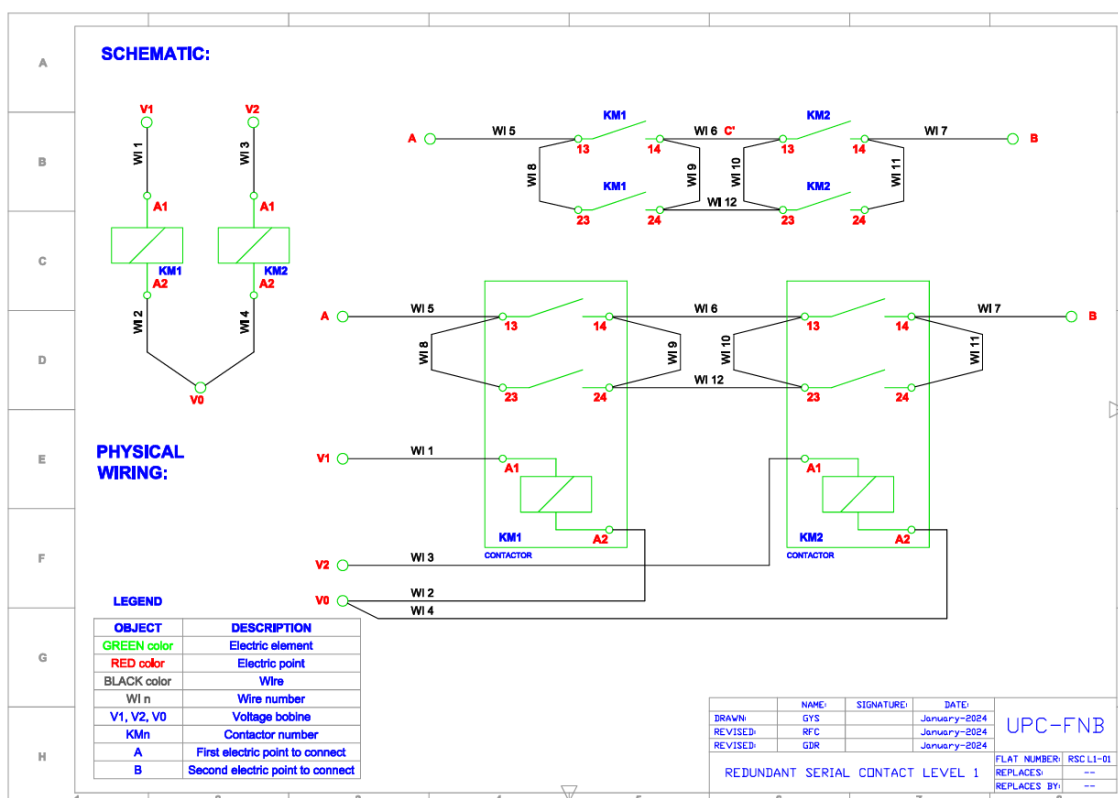 SCHEMATIC:
A
V1
V2
KM1
KM2
A
WI 5
WI 6
C'
WI 7
B
13
14
13
14
B
WI 1
WI 3
WI 8
WI 9
WI 10
WI 11
KM1
KM2
A1
A1
WI 12
23
24
23
24
C
KM1
KM2
A2
A2
WI 2
WI 4
A
WI 5
WI 6
WI 7
B
13
14
13
14
D
WI 8
WI 9
WI 10
WI 11
WI 12
V0
23
24
23
24
PHYSICAL
WIRING:
E
V1
WI 1
A1
A1
KM1
A2
KM2
A2
CONTACTOR
CONTACTOR
F
V2
WI 3
V0
WI 2
WI 4
LEGEND
OBJECT DESCRIPTION
GREEN color Electric element
RED color Electric point
BLACK color Wire
WI n Wire number
V1, V2, V0 Voltage bobine
KMn Contactor number
A First electric point to connect
B Second electric point to connect
G
H
NAME: SIGNATURE: DATE:
DRAWN: GYS January-2024
REVISED: RFC January-2024
REVISED: GDR January-2024
UPC-FNB
REDUNDANT SERIAL CONTACT LEVEL 1
FLAT NUMBER: RSC L1-01
REPLACES: --
REPLACES BY: --